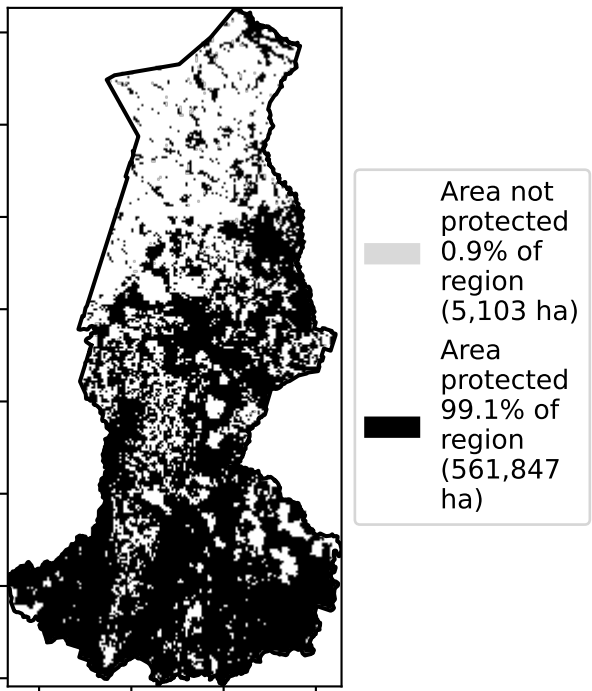 Area not
protected
0.9% of
region
(5,103 ha)
Area
protected
99.1% of
region
(561,847
ha)